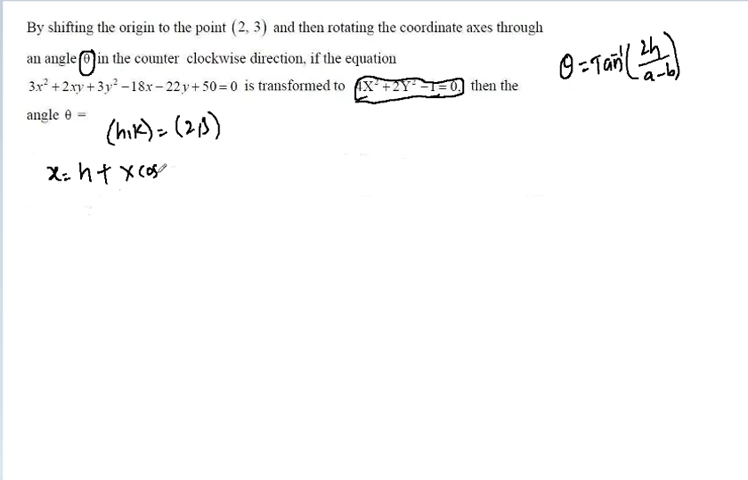 By shifting the origin to the point (2, 3) and then rotating the coordinate axes through
an angle θ in the counter clockwise direction, if the equation
3x² + 2xy + 3y² − 18x − 22y + 50 = 0 is transformed to 4X² + 2Y² − 1 = 0, then the
angle θ =
θ = Tan⁻¹(2h/a-b)
(h,k) = (2,3)
x = h + x cos